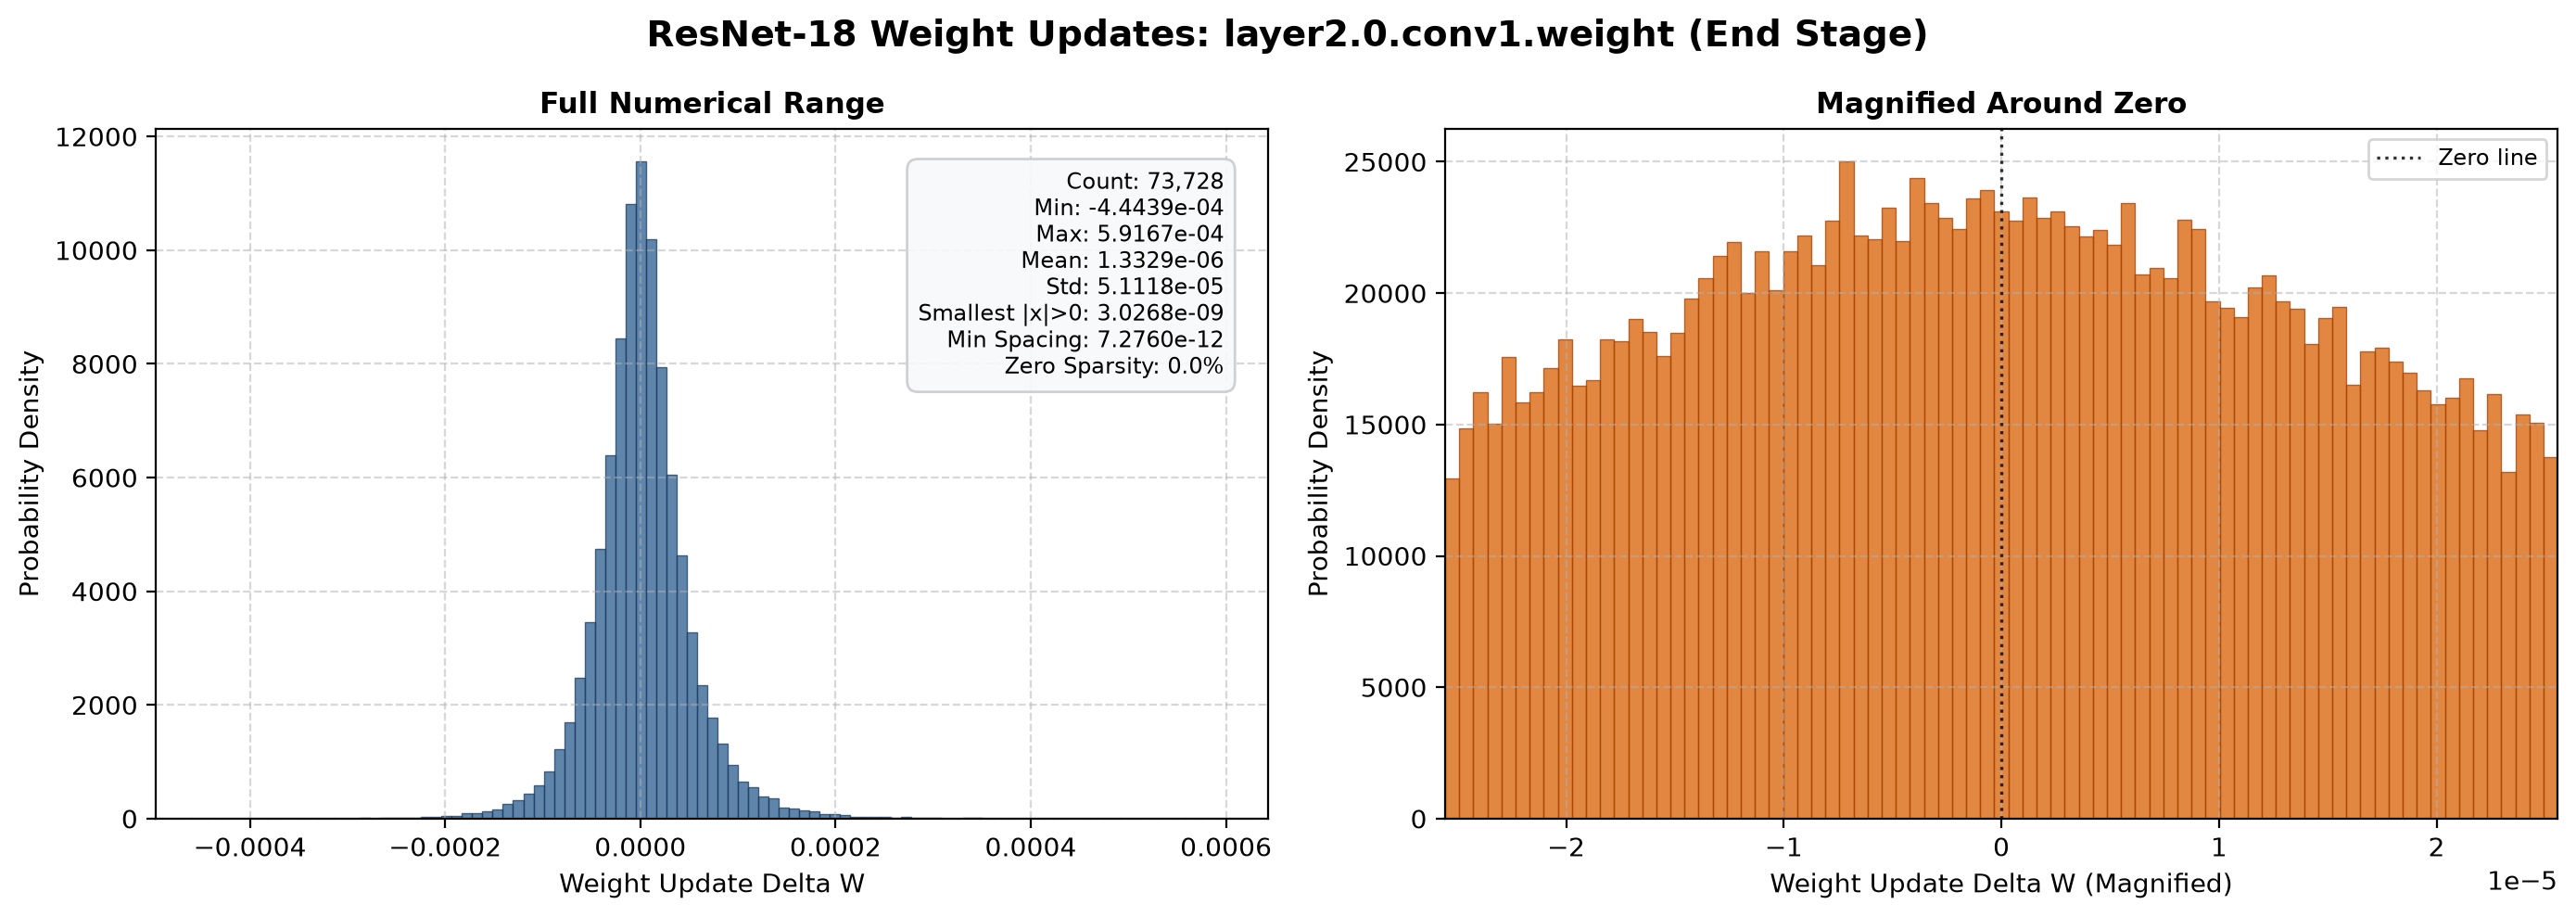 ResNet-18 Weight Updates: layer2.0.conv1.weight (End Stage)
Full Numerical Range
12000
10000
8000
6000
4000
2000
0
Probability Density
Count: 73,728
Min: -4.4439e-04
Max: 5.9167e-04
Mean: 1.3329e-06
Std: 5.1118e-05
Smallest |x|>0: 3.0268e-09
Min Spacing: 7.2760e-12
Zero Sparsity: 0.0%
−0.0004 −0.0002 0.0000 0.0002 0.0004 0.0006
Weight Update Delta W
Magnified Around Zero
25000
20000
15000
10000
5000
0
Probability Density
Zero line
−2 −1 0 1 2
1e−5
Weight Update Delta W (Magnified)